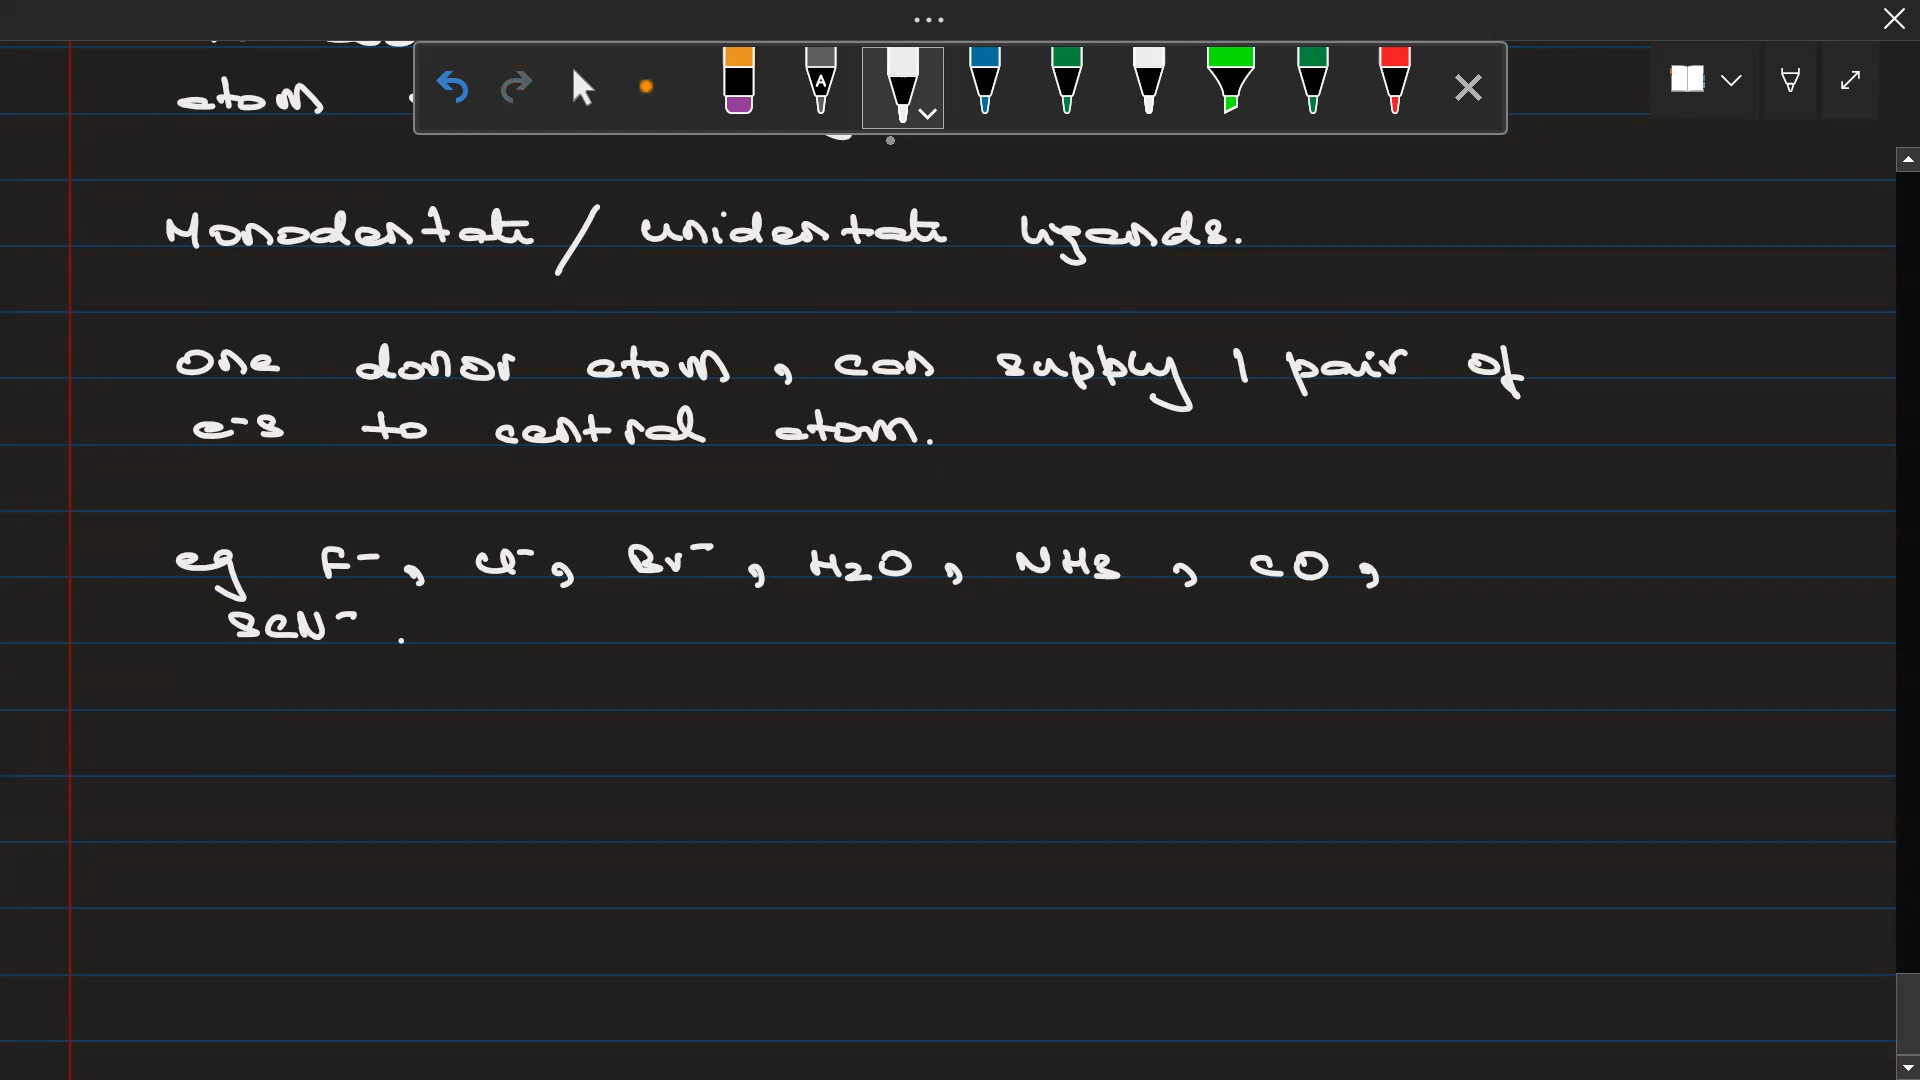 atom
Monodentate / unidentate ligands.
One donor atom, can supply 1 pair of
e-s to central atom.
eg F-, Cl-, Br-, H2O, NH3, CO,
SCN-.